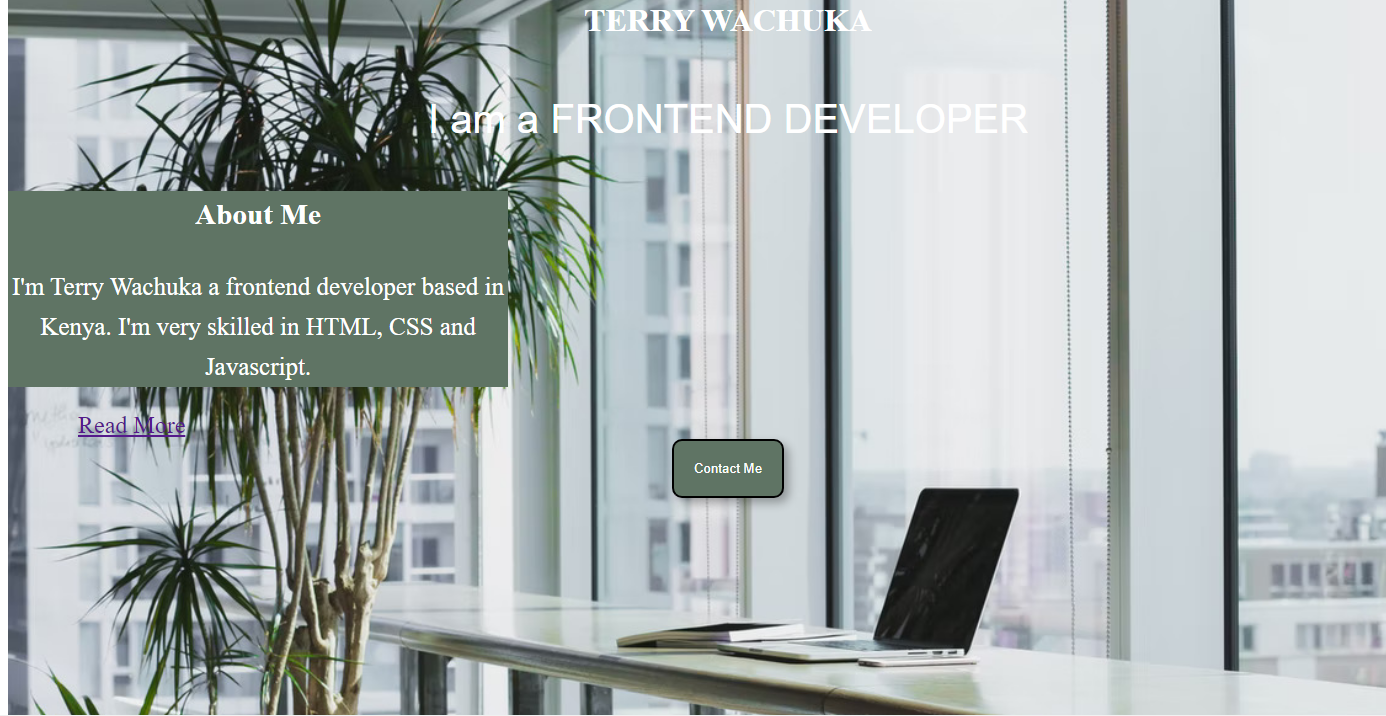 TERRY WACHUKA
I am a FRONTEND DEVELOPER
About Me
I'm Terry Wachuka a frontend developer based in
Kenya. I'm very skilled in HTML, CSS and
Javascript.
Read More
Contact Me